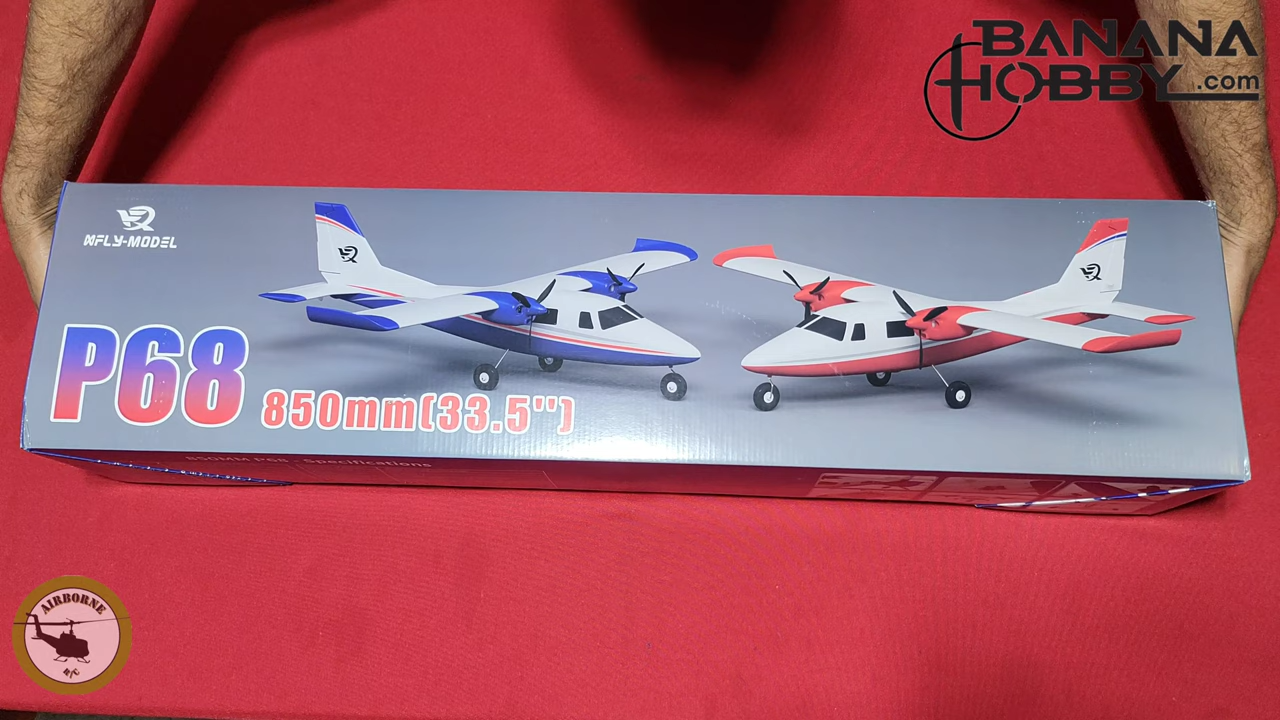 BANANA
HOBBY.com
XFLY-MODEL
P68
850mm(33.5'')
850MM P68 - Specifications
AIRBORNE
R/C